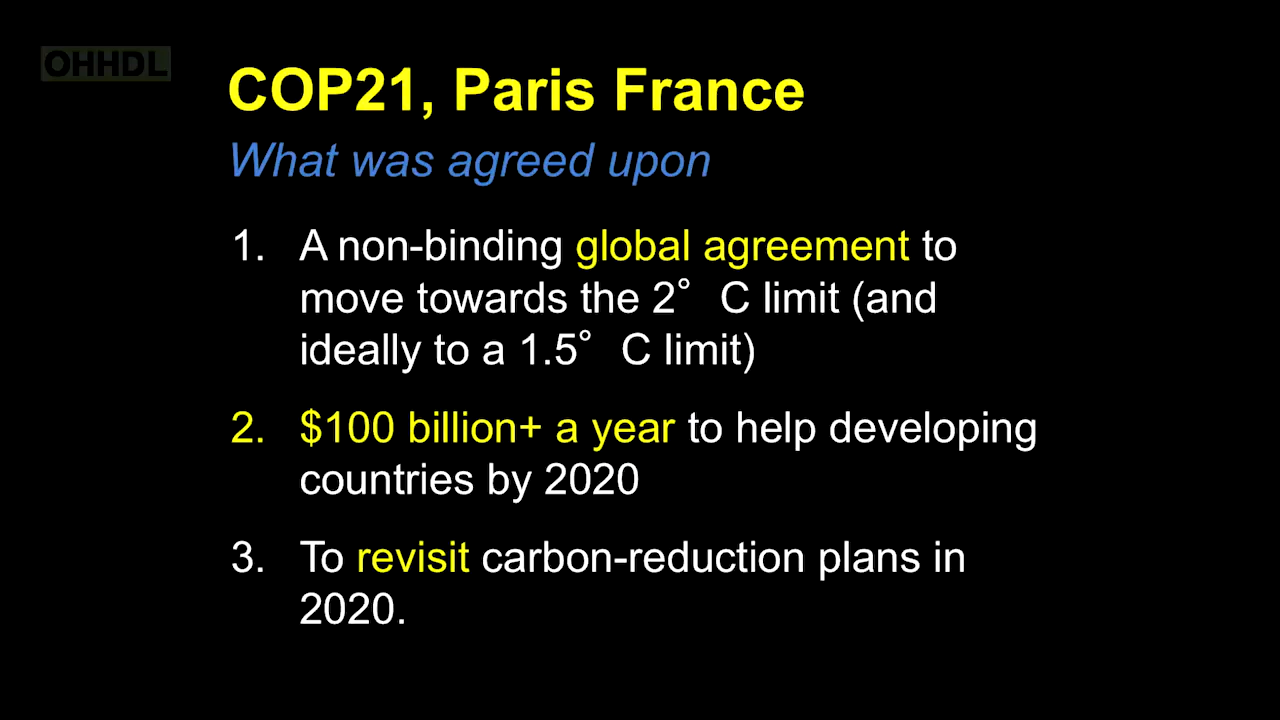 OHHDL
COP21, Paris France
What was agreed upon
1. A non-binding global agreement to
move towards the 2° C limit (and
ideally to a 1.5° C limit)
2. $100 billion+ a year to help developing
countries by 2020
3. To revisit carbon-reduction plans in
2020.